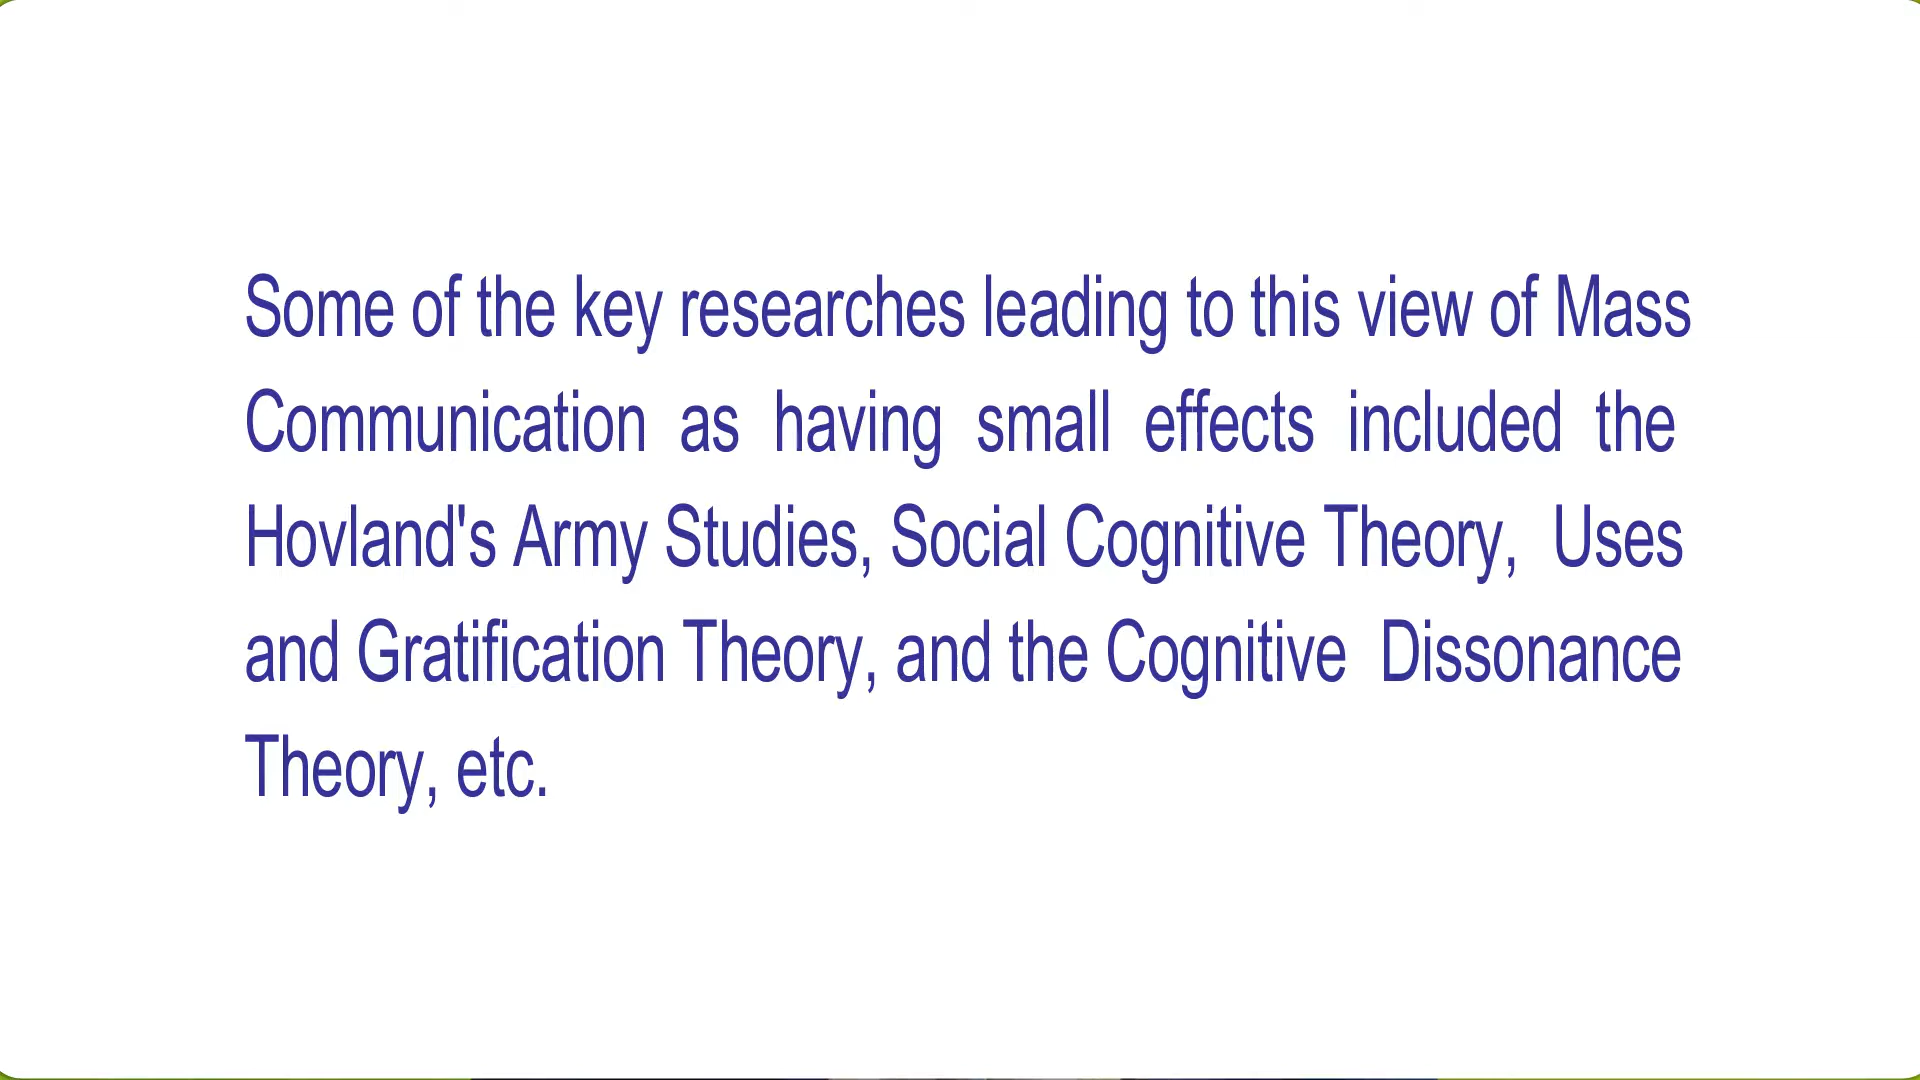 Some of the key researches leading to this view of Mass
Communication as having small effects included the
Hovland's Army Studies, Social Cognitive Theory, Uses
and Gratification Theory, and the Cognitive Dissonance
Theory, etc.